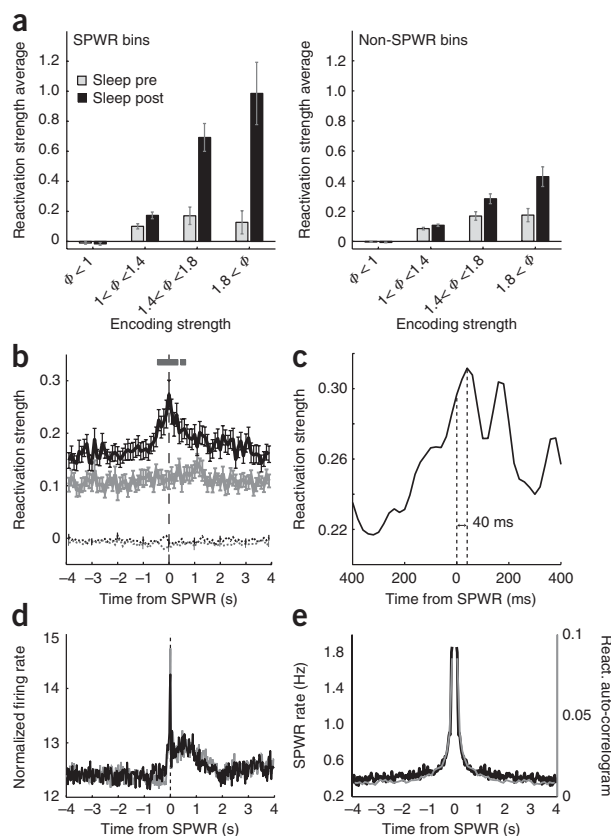 a
SPWR bins
Non-SPWR bins
Sleep pre
Sleep post
Reactivation strength average
1.2
1.0
0.8
0.6
0.4
0.2
0
Φ < 1
1< Φ <1.4
1.4< Φ <1.8
1.8 < Φ
Encoding strength
Reactivation strength average
1.2
1.0
0.8
0.6
0.4
0.2
0
Φ < 1
1< Φ <1.4
1.4< Φ <1.8
1.8 < Φ
Encoding strength
b
Reactivation strength
0.3
0.2
0.1
0
–4 –3 –2 –1 0 1 2 3 4
Time from SPWR (s)
c
Reactivation strength
0.30
0.26
0.22
40 ms
400 200 0 200 400
Time from SPWR (ms)
d
Normalized firing rate
15
14
13
12
–4 –3 –2 –1 0 1 2 3 4
Time from SPWR (s)
e
SPWR rate (Hz)
1.8
1.4
1.0
0.6
0.2
React. auto-correlogram
0.1
0.05
0
–4 –3 –2 –1 0 1 2 3 4
Time from SPWR (s)